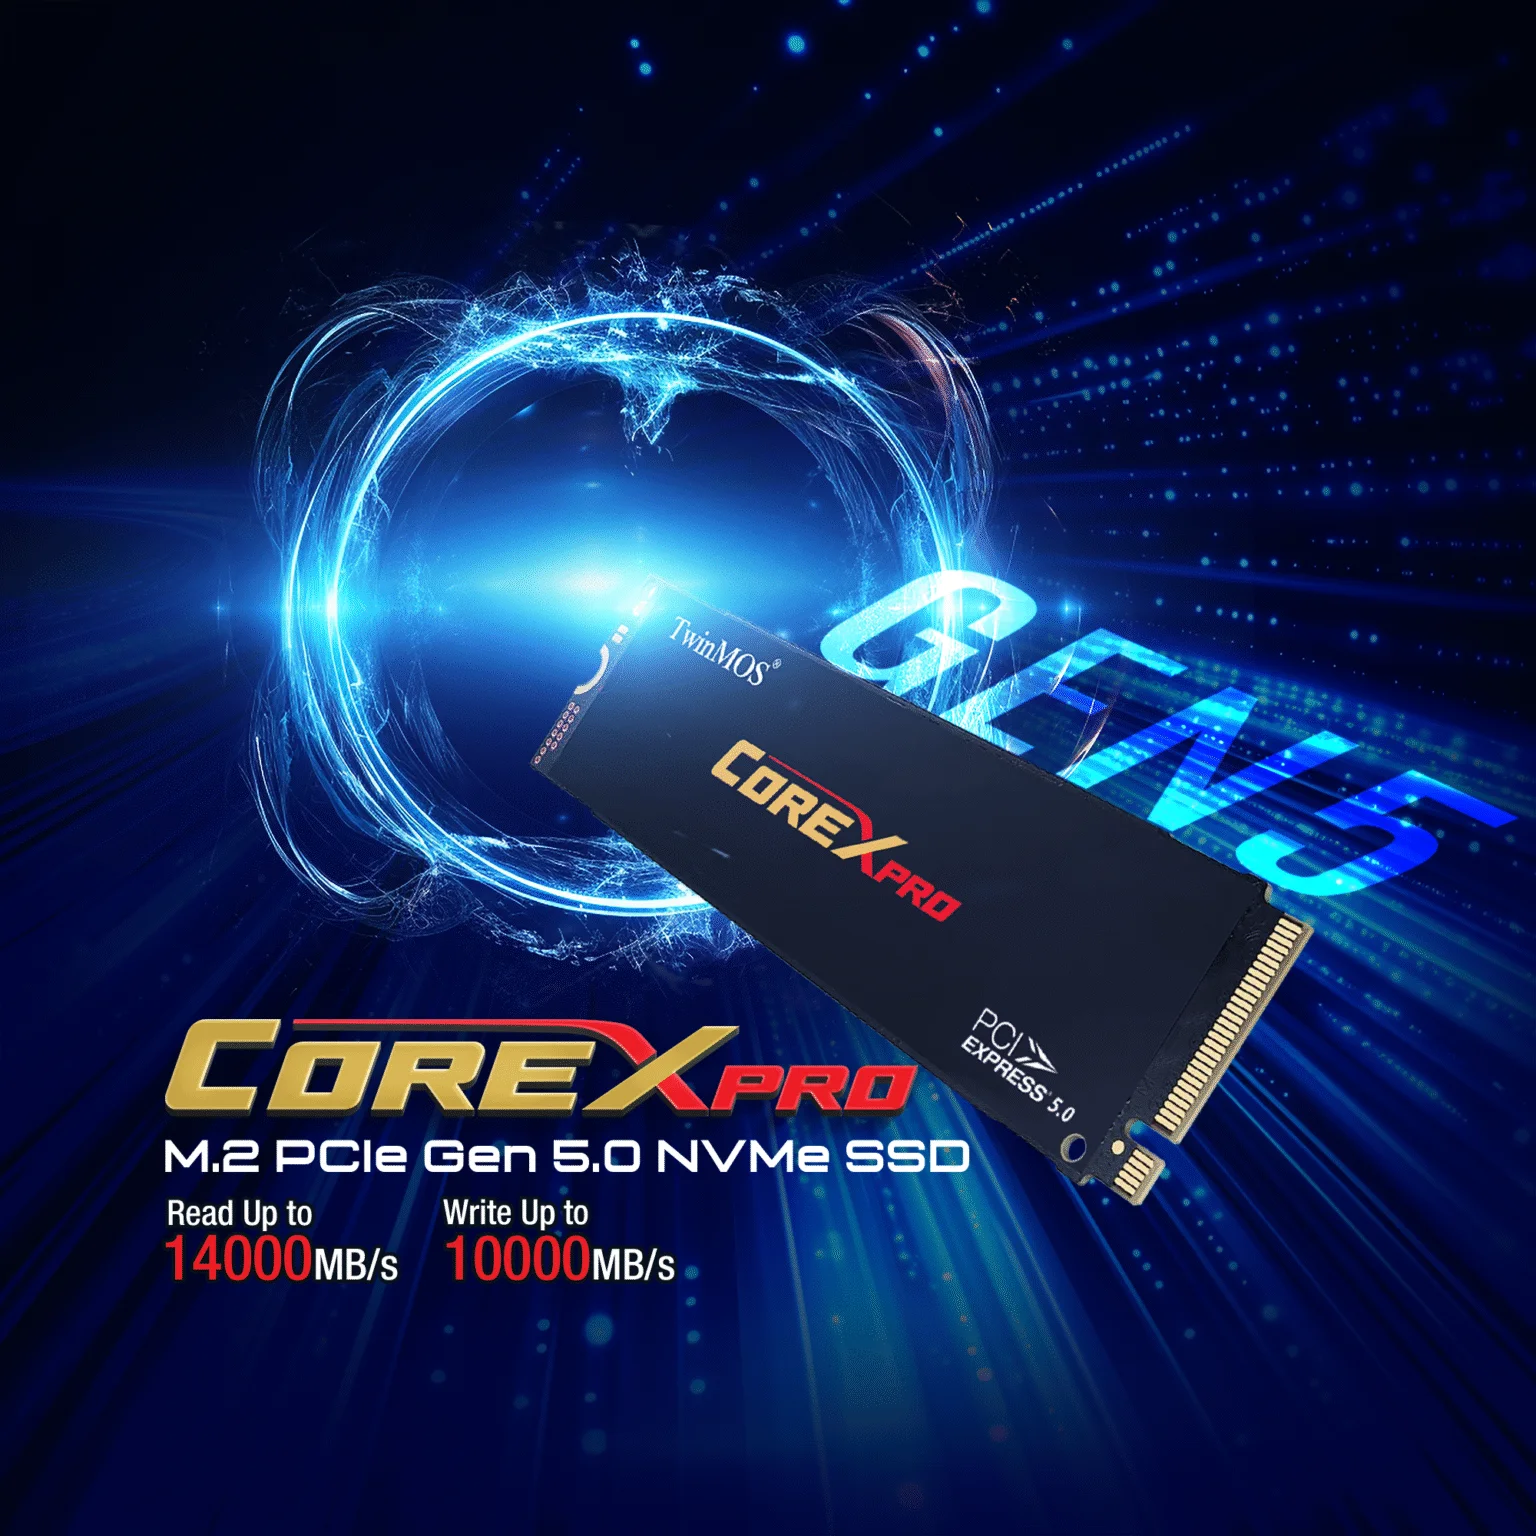 GEN5
TwinMOS®
COREXPRO
PCI
EXPRESS® 5.0
COREXPRO
M.2 PCIe Gen 5.0 NVMe SSD
Read Up to
14000MB/s
Write Up to
10000MB/s